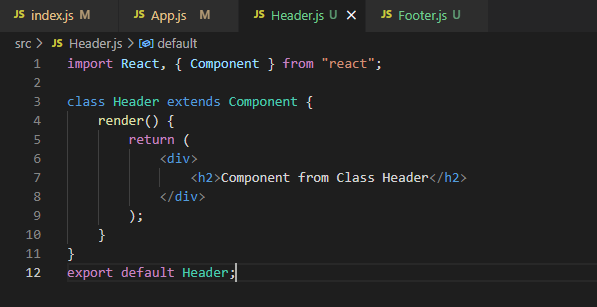 JS index.js M JS App.js M JS Header.js U × JS Footer.js U
src > JS Header.js > default
1 import React, { Component } from "react";
2
3 class Header extends Component {
4     render() {
5         return (
6             <div>
7                 <h2>Component from Class Header</h2>
8             </div>
9         );
10     }
11 }
12 export default Header;